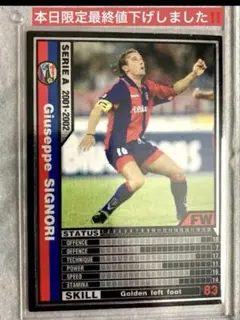 本日限定最終値下げしました!!
SERIE A
2001-2002
Giuseppe SIGNORI
FW
STATUS
OFFENCE
DEFENCE
TECHNIQUE
POWER
SPEED
STAMINA
SKILL
Golden left foot
83